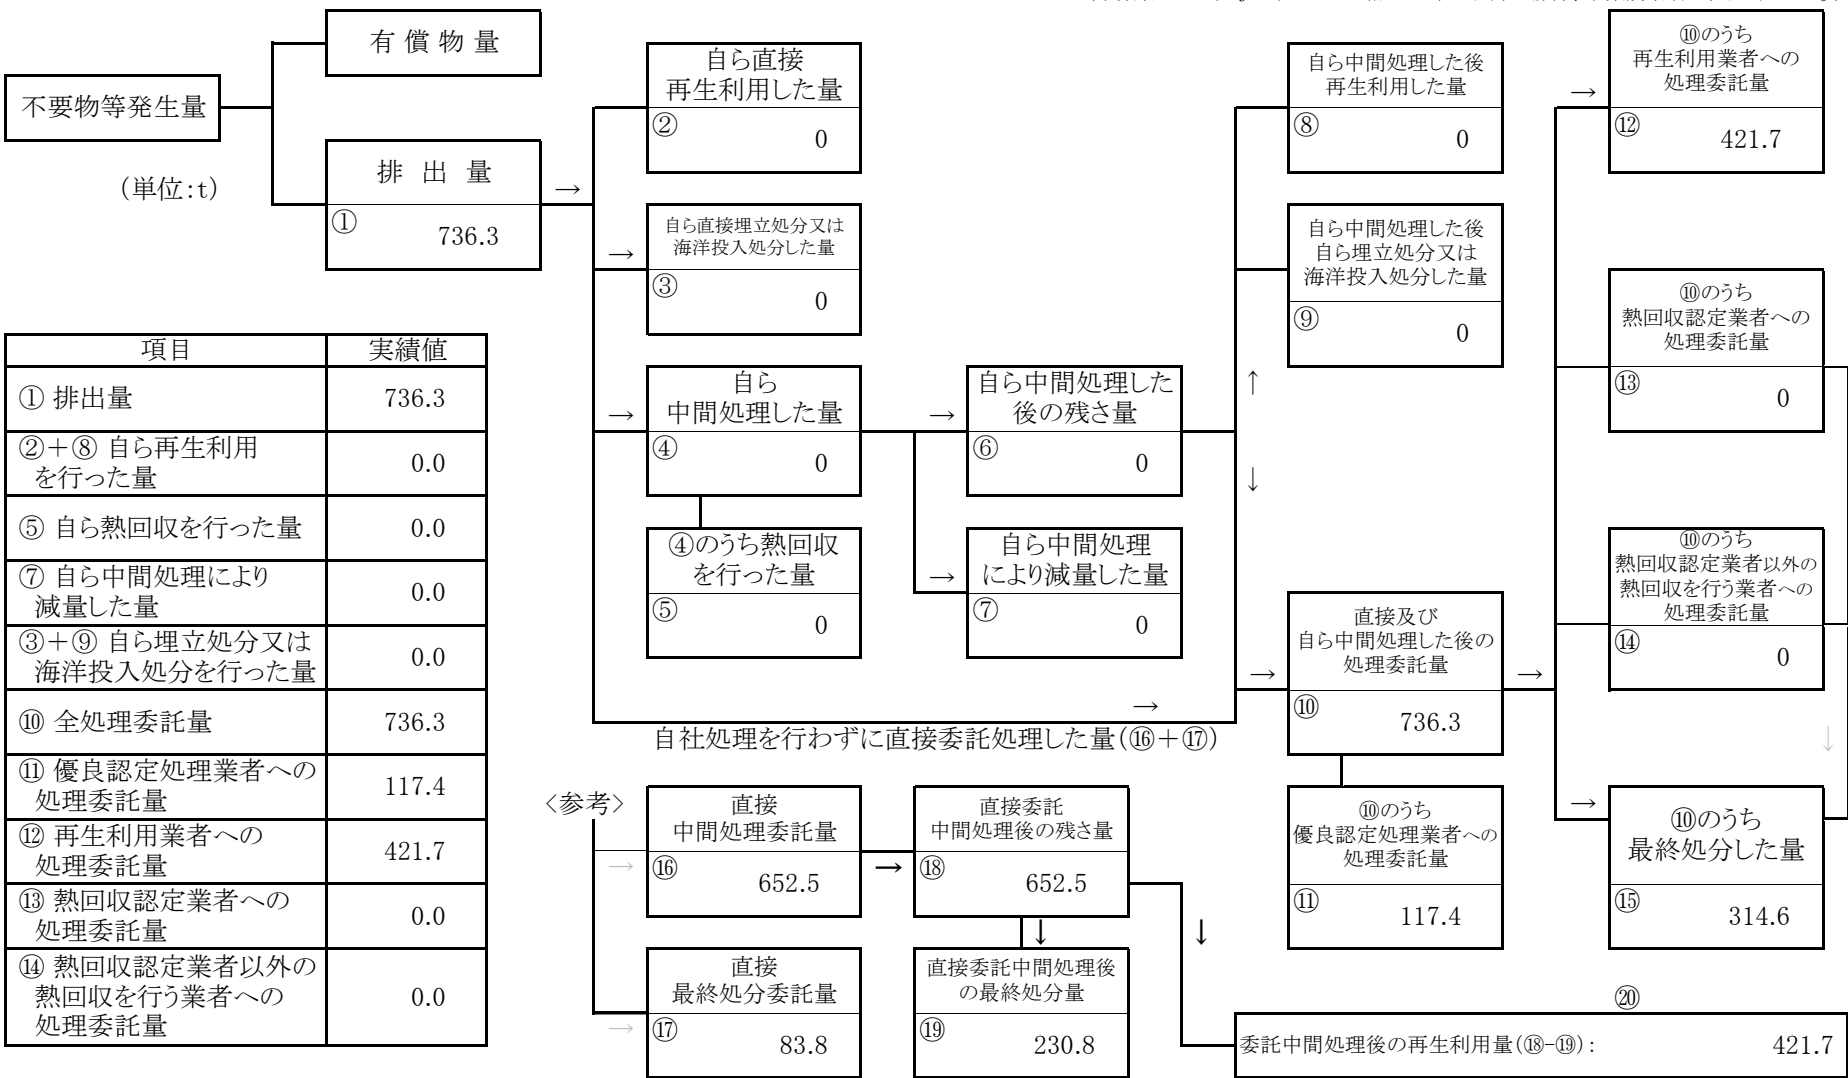 有 償 物 量
不要物等発生量
(単位:t)
排 出 量
①
736.3
→
自ら直接
再生利用した量
②
0
→
自ら直接埋立処分又は
海洋投入処分した量
③
0
→
自ら
中間処理した量
④
0
④のうち熱回収
を行った量
⑤
0
→
自ら中間処理した
後の残さ量
⑥
0
→
自ら中間処理
により減量した量
⑦
0
自ら中間処理した後
再生利用した量
⑧
0
自ら中間処理した後
自ら埋立処分又は
海洋投入処分した量
⑨
0
↑
↓
→
自社処理を行わずに直接委託処理した量(⑯+⑰)
→
直接及び
自ら中間処理した後の
処理委託量
⑩
736.3
⑩のうち
優良認定処理業者への
処理委託量
⑪
117.4
→
→
⑩のうち
再生利用業者への
処理委託量
⑫
421.7
⑩のうち
熱回収認定業者への
処理委託量
⑬
0
⑩のうち
熱回収認定業者以外の
熱回収を行う業者への
処理委託量
⑭
0
↓
→
⑩のうち
最終処分した量
⑮
314.6
項目 実績値
① 排出量 736.3
②+⑧ 自ら再生利用
を行った量 0.0
⑤ 自ら熱回収を行った量 0.0
⑦ 自ら中間処理により
減量した量 0.0
③+⑨ 自ら埋立処分又は
海洋投入処分を行った量 0.0
⑩ 全処理委託量 736.3
⑪ 優良認定処理業者への
処理委託量 117.4
⑫ 再生利用業者への
処理委託量 421.7
⑬ 熱回収認定業者への
処理委託量 0.0
⑭ 熱回収認定業者以外の
熱回収を行う業者への
処理委託量 0.0
〈参考〉
→
直接
中間処理委託量
⑯
652.5
→
直接委託
中間処理後の残さ量
⑱
652.5
↓
↓
→
直接
最終処分委託量
⑰
83.8
直接委託中間処理後
の最終処分量
⑲
230.8
⑳
委託中間処理後の再生利用量(⑱-⑲): 421.7